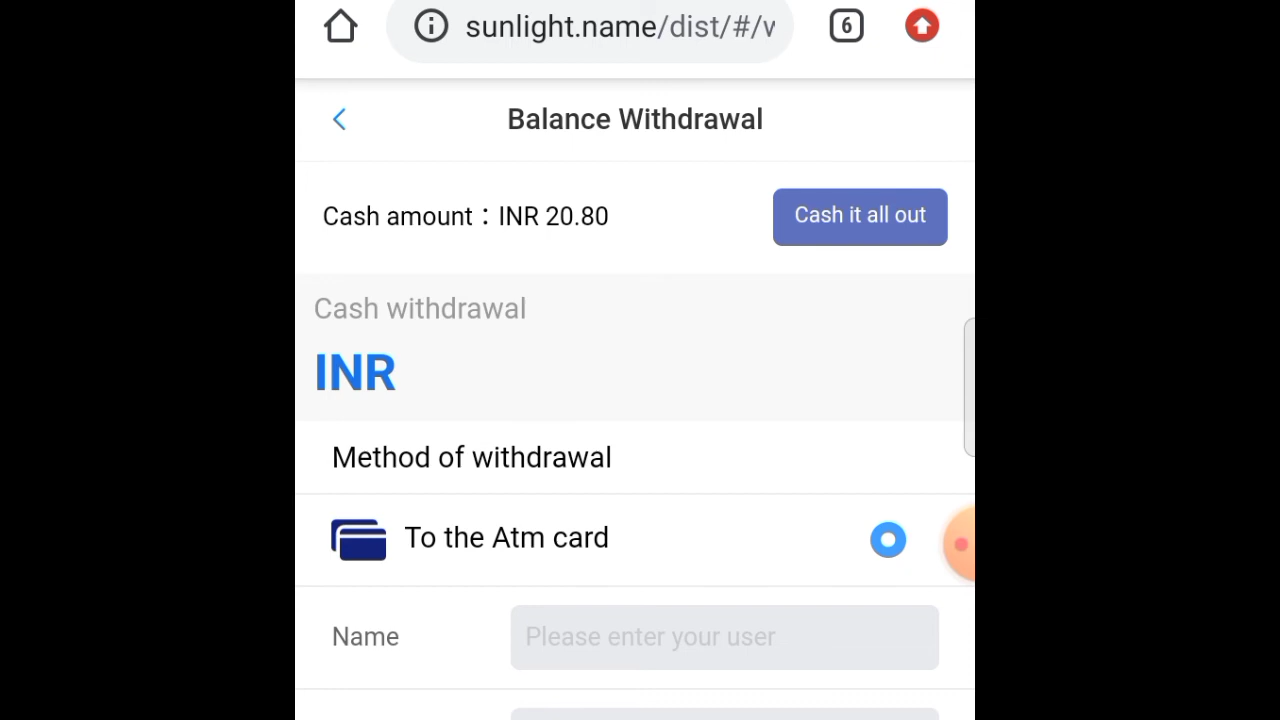 sunlight.name/dist/#/w
6
Balance Withdrawal
Cash amount：INR 20.80
Cash it all out
Cash withdrawal
INR
Method of withdrawal
To the Atm card
Name
Please enter your user